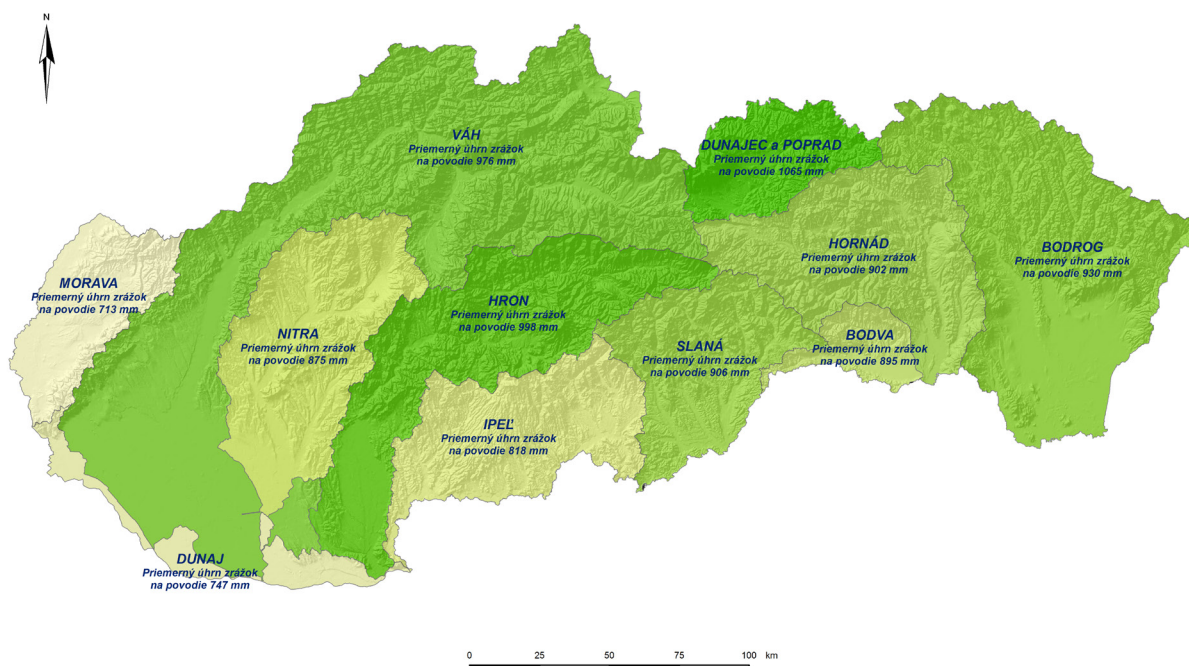 N
VÁH
Priemerný úhrn zrážok
na povodie 976 mm
DUNAJEC a POPRAD
Priemerný úhrn zrážok
na povodie 1065 mm
HORNÁD
Priemerný úhrn zrážok
na povodie 902 mm
BODROG
Priemerný úhrn zrážok
na povodie 930 mm
MORAVA
Priemerný úhrn zrážok
na povodie 713 mm
HRON
Priemerný úhrn zrážok
na povodie 998 mm
NITRA
Priemerný úhrn zrážok
na povodie 875 mm
SLANÁ
Priemerný úhrn zrážok
na povodie 906 mm
BODVA
Priemerný úhrn zrážok
na povodie 895 mm
IPEĽ
Priemerný úhrn zrážok
na povodie 818 mm
DUNAJ
Priemerný úhrn zrážok
na povodie 747 mm
0 25 50 75 100 km